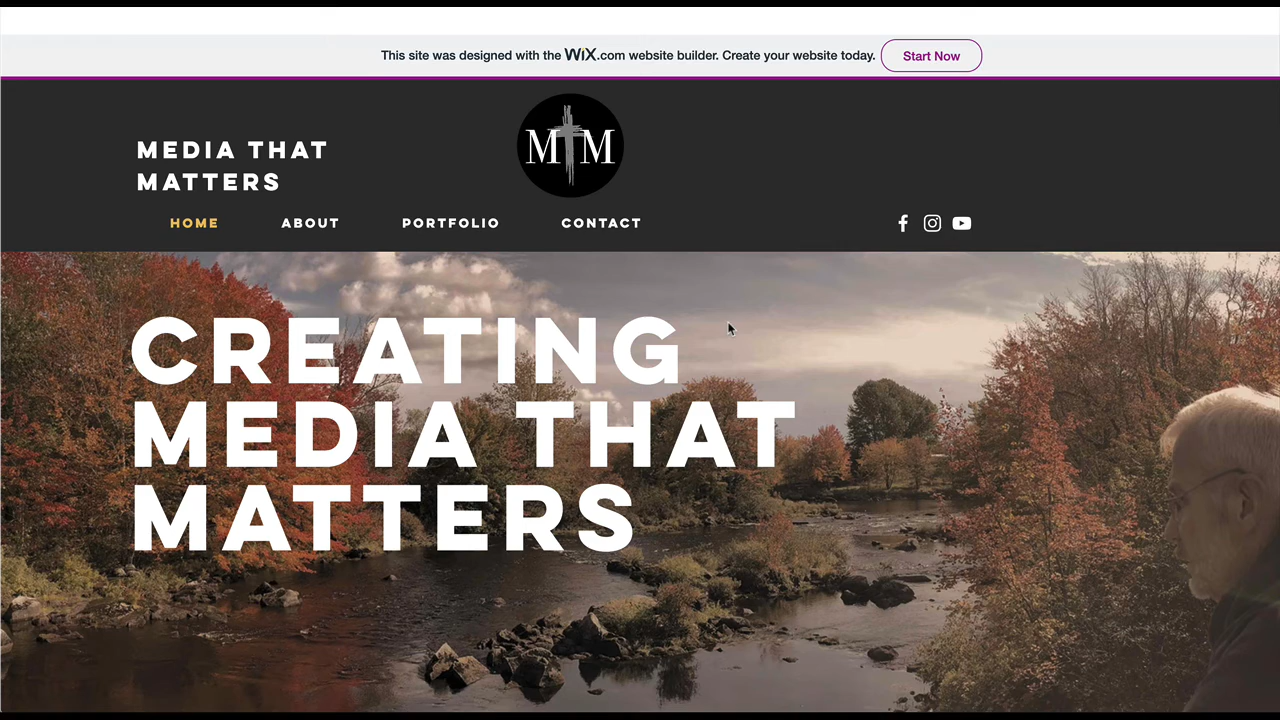 This site was designed with the WiX.com website builder. Create your website today. Start Now
MEDIA THAT
MATTERS
M M
HOME ABOUT PORTFOLIO CONTACT
CREATING
MEDIA THAT
MATTERS